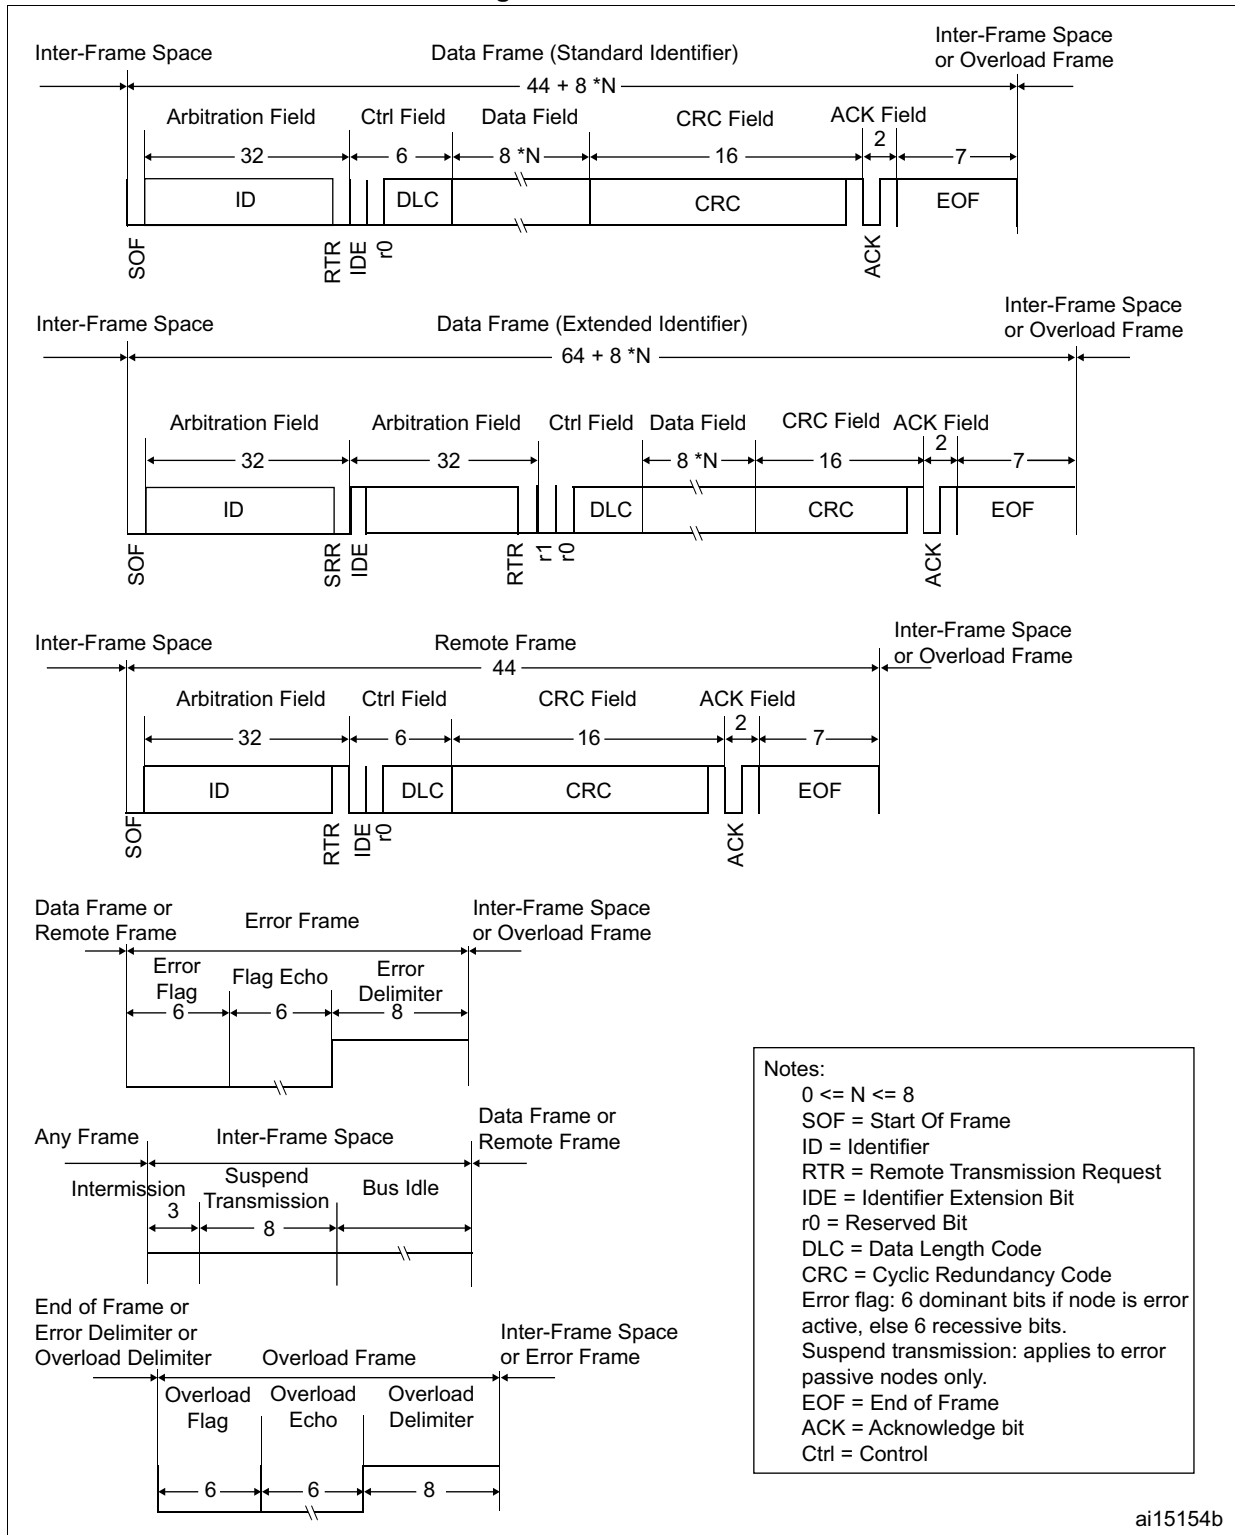 Inter-Frame Space
Data Frame (Standard Identifier)
Inter-Frame Space
or Overload Frame
44 + 8 *N
Arbitration Field
Ctrl Field
Data Field
CRC Field
ACK Field
32
6
8 *N
16
2
7
ID
DLC
CRC
EOF
SOF
RTR
IDE
r0
ACK
Inter-Frame Space
Data Frame (Extended Identifier)
Inter-Frame Space
or Overload Frame
64 + 8 *N
Arbitration Field
Arbitration Field
Ctrl Field
Data Field
CRC Field
ACK Field
32
32
8 *N
16
2
7
ID
DLC
CRC
EOF
SOF
SRR
IDE
RTR
r1
r0
ACK
Inter-Frame Space
Remote Frame
Inter-Frame Space
or Overload Frame
44
Arbitration Field
Ctrl Field
CRC Field
ACK Field
32
6
16
2
7
ID
DLC
CRC
EOF
SOF
RTR
IDE
r0
ACK
Data Frame or
Remote Frame
Error Frame
Inter-Frame Space
or Overload Frame
Error
Flag
Flag Echo
Error
Delimiter
6
6
8
Any Frame
Inter-Frame Space
Data Frame or
Remote Frame
Intermission
3
Suspend
Transmission
8
Bus Idle
End of Frame or
Error Delimiter or
Overload Delimiter
Overload Frame
Inter-Frame Space
or Error Frame
Overload
Flag
Overload
Echo
Overload
Delimiter
6
6
8
Notes:
0 <= N <= 8
SOF = Start Of Frame
ID = Identifier
RTR = Remote Transmission Request
IDE = Identifier Extension Bit
r0 = Reserved Bit
DLC = Data Length Code
CRC = Cyclic Redundancy Code
Error flag: 6 dominant bits if node is error
active, else 6 recessive bits.
Suspend transmission: applies to error
passive nodes only.
EOF = End of Frame
ACK = Acknowledge bit
Ctrl = Control
ai15154b